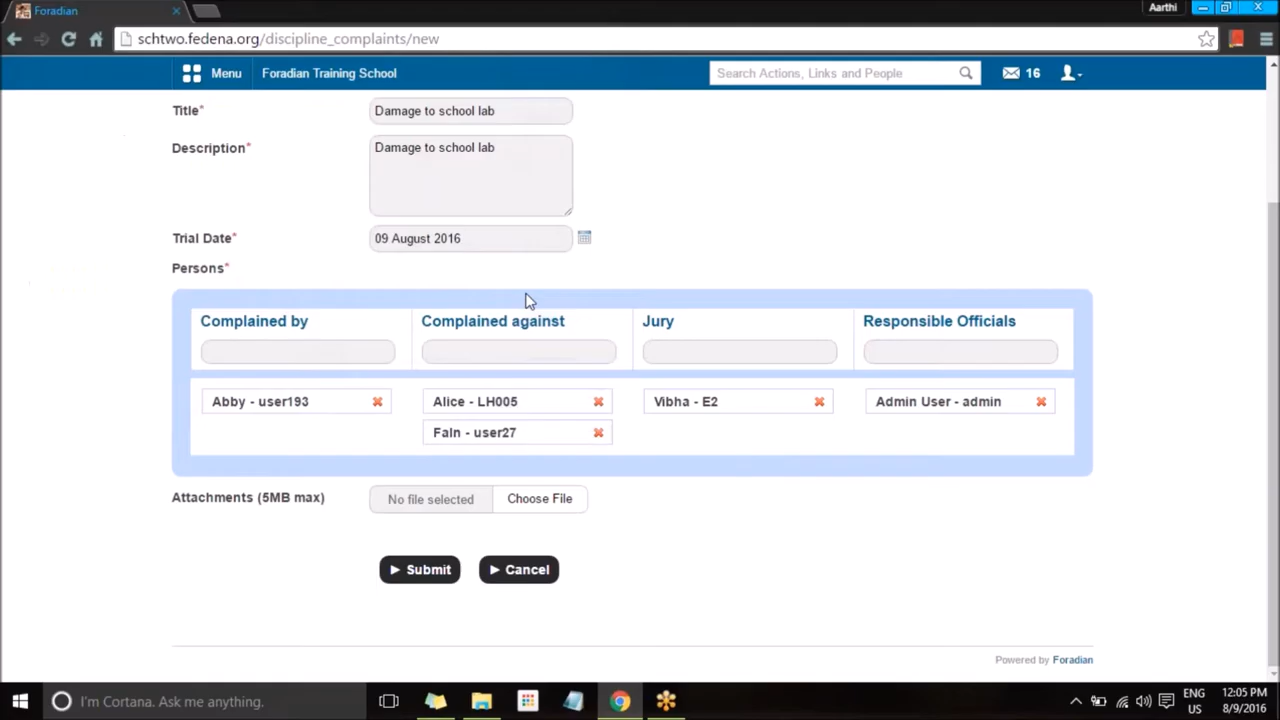 Foradian
Aarthi
schtwo.fedena.org/discipline_complaints/new
Menu Foradian Training School Search Actions, Links and People 16
Title* Damage to school lab
Description* Damage to school lab
Trial Date* 09 August 2016
Persons*
Complained by Complained against Jury Responsible Officials
Abby - user193 Alice - LH005 Vibha - E2 Admin User - admin
Faln - user27
Attachments (5MB max) No file selected Choose File
Submit Cancel
Powered by Foradian
I'm Cortana. Ask me anything. ENG 12:05 PM
US 8/9/2016